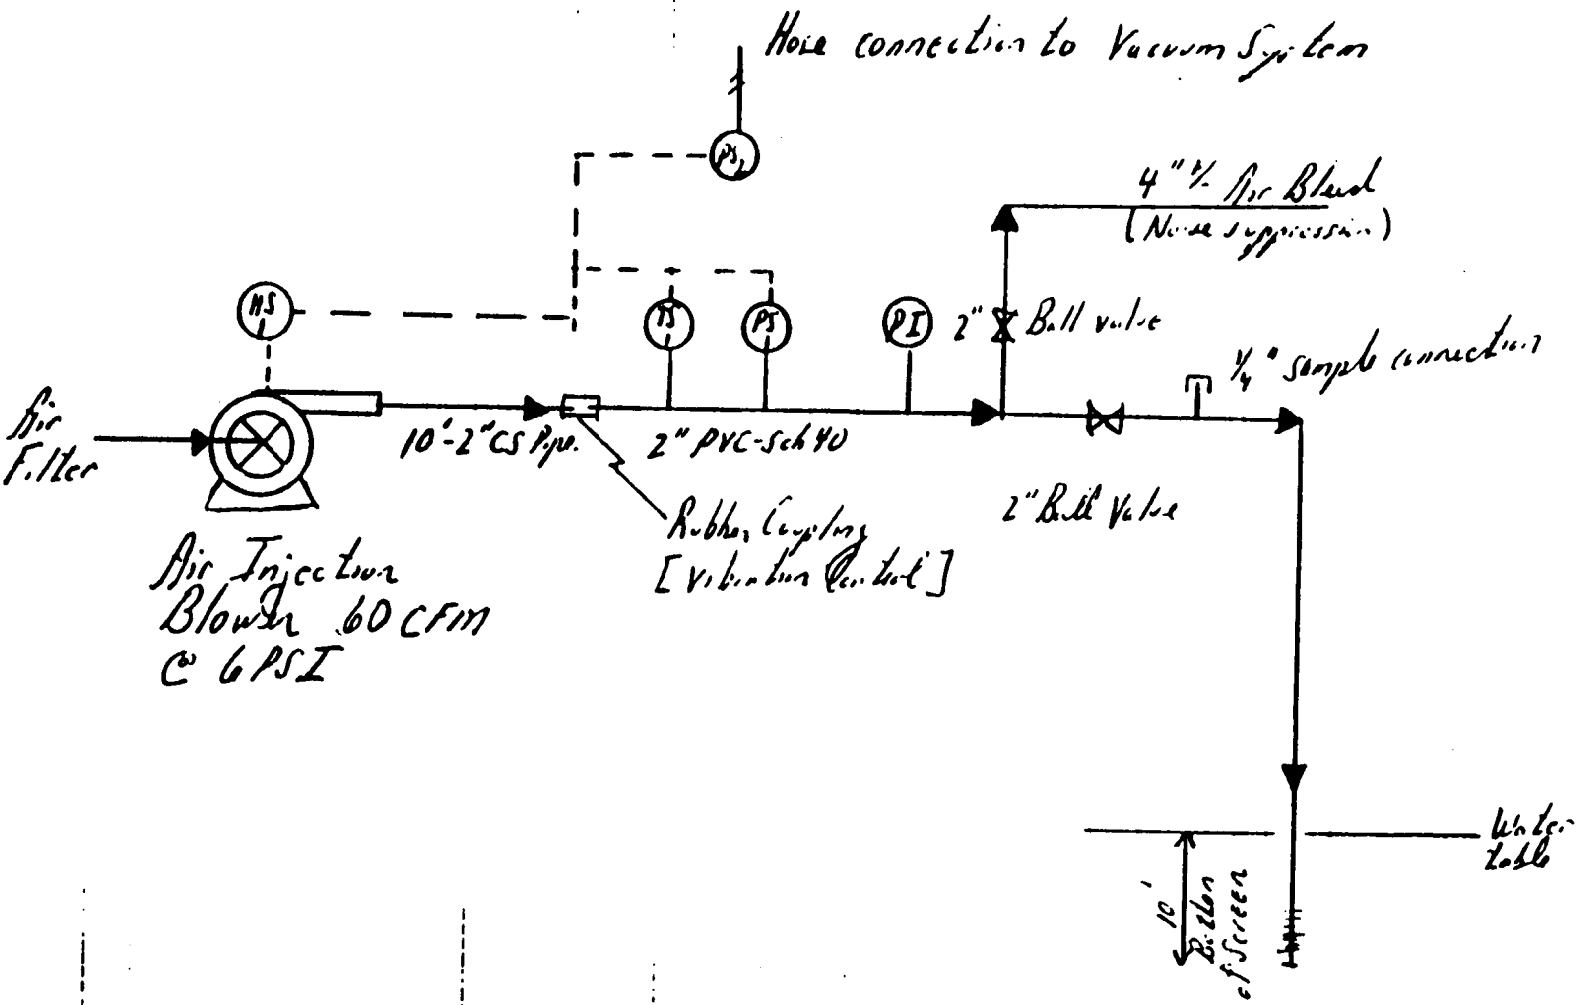 Hose connection to Vacuum System
PS2
4" Air Bleed
(Noise suppression)
MS
PS
PI
2" Ball valve
1/4" sample connection
Air
Filter
10'-2" CS Pipe.
2" PVC-Sch 40
Rubber Coupling
[Vibration Control]
2" Ball Valve
Air Injection
Blower 60 CFM
@ 6 PSI
Water
table
10'
Bottom
of Screen